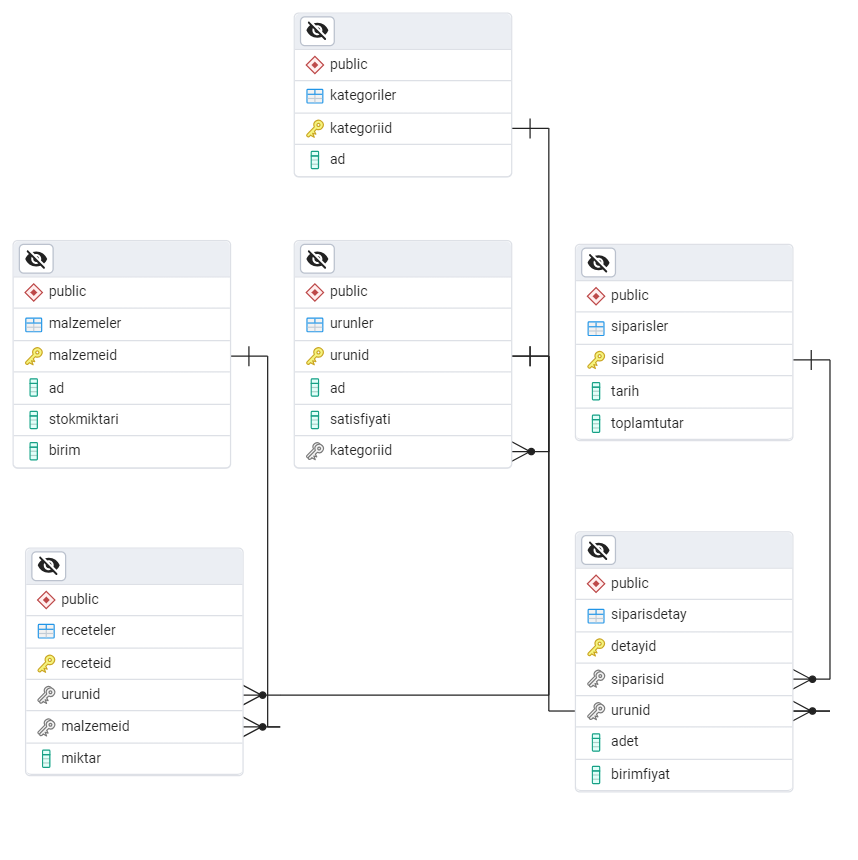 public
kategoriler
kategoriid
ad
public
malzemeler
malzemeid
ad
stokmiktari
birim
public
urunler
urunid
ad
satisfiyati
kategoriid
public
siparisler
siparisid
tarih
toplamtutar
public
receteler
receteid
urunid
malzemeid
miktar
public
siparisdetay
detayid
siparisid
urunid
adet
birimfiyat